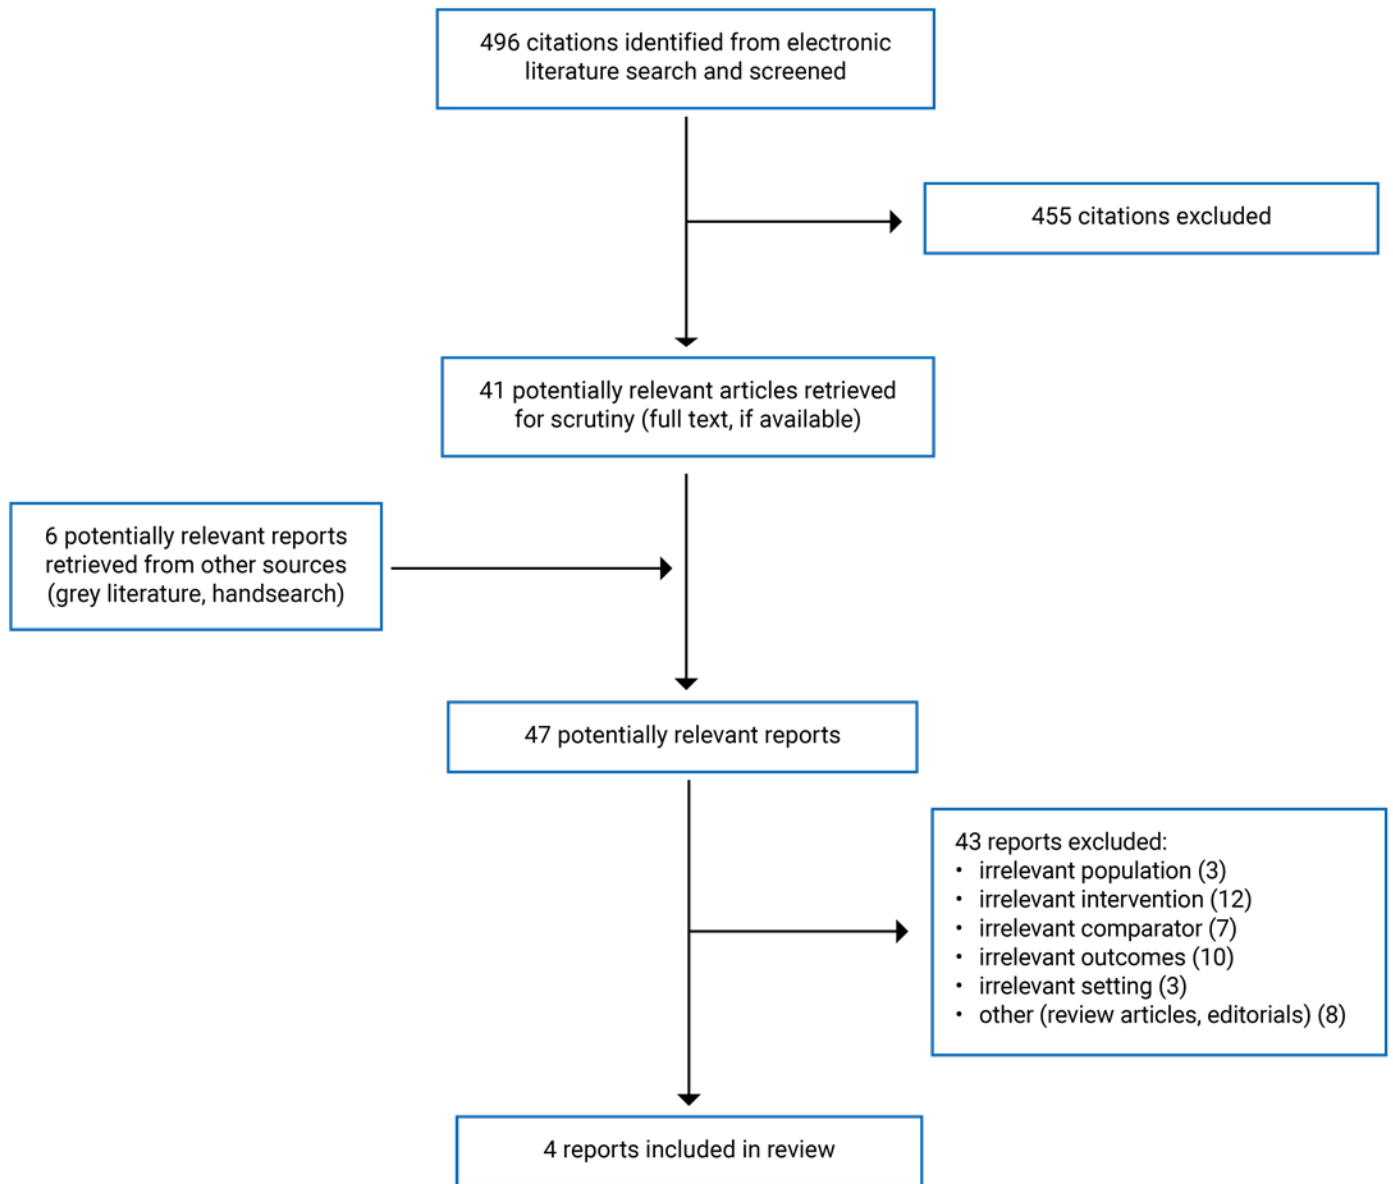 496 citations identified from electronic
literature search and screened
455 citations excluded
41 potentially relevant articles retrieved
for scrutiny (full text, if available)
6 potentially relevant reports
retrieved from other sources
(grey literature, handsearch)
47 potentially relevant reports
43 reports excluded:
• irrelevant population (3)
• irrelevant intervention (12)
• irrelevant comparator (7)
• irrelevant outcomes (10)
• irrelevant setting (3)
• other (review articles, editorials) (8)
4 reports included in review